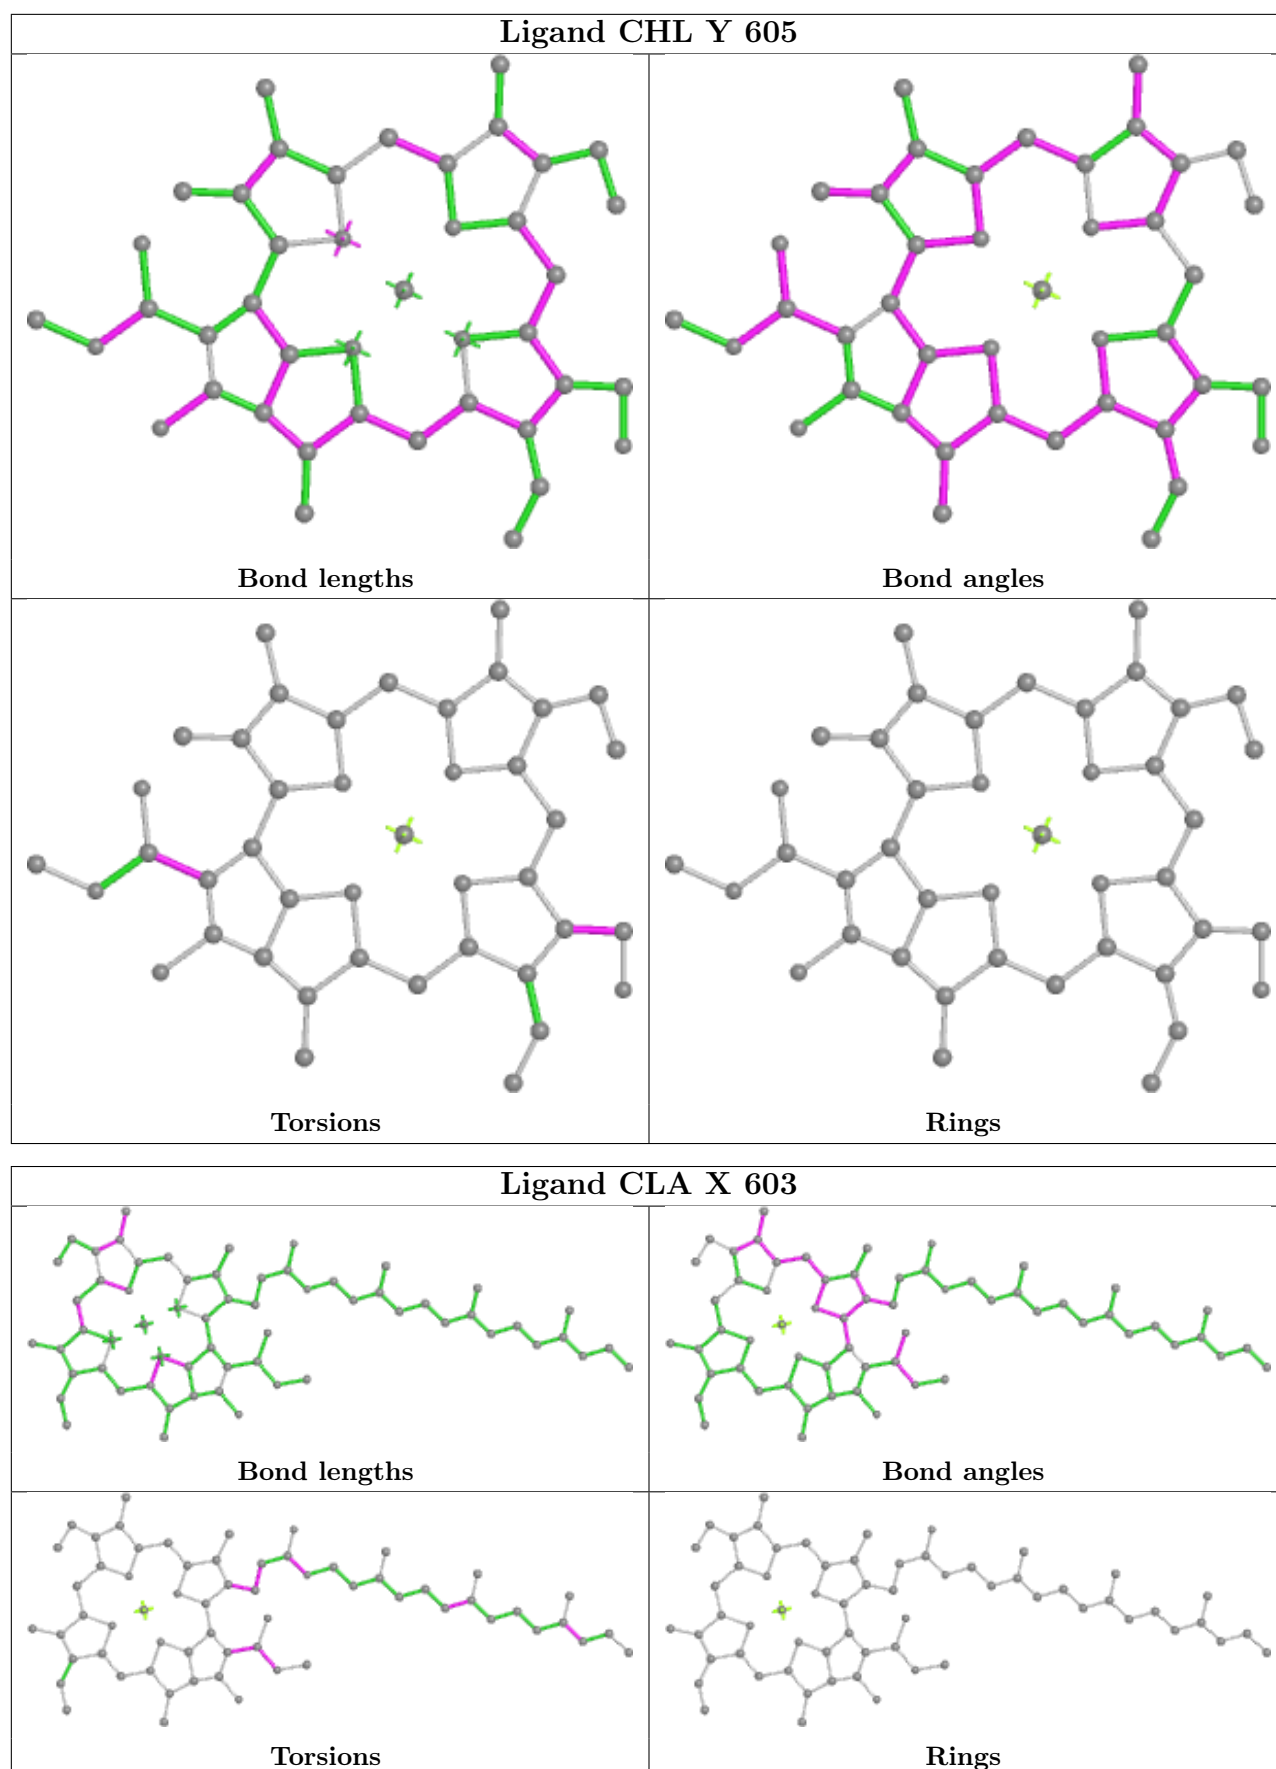 Ligand CHL Y 605
Bond lengths
Bond angles
Torsions
Rings
Ligand CLA X 603
Bond lengths
Bond angles
Torsions
Rings